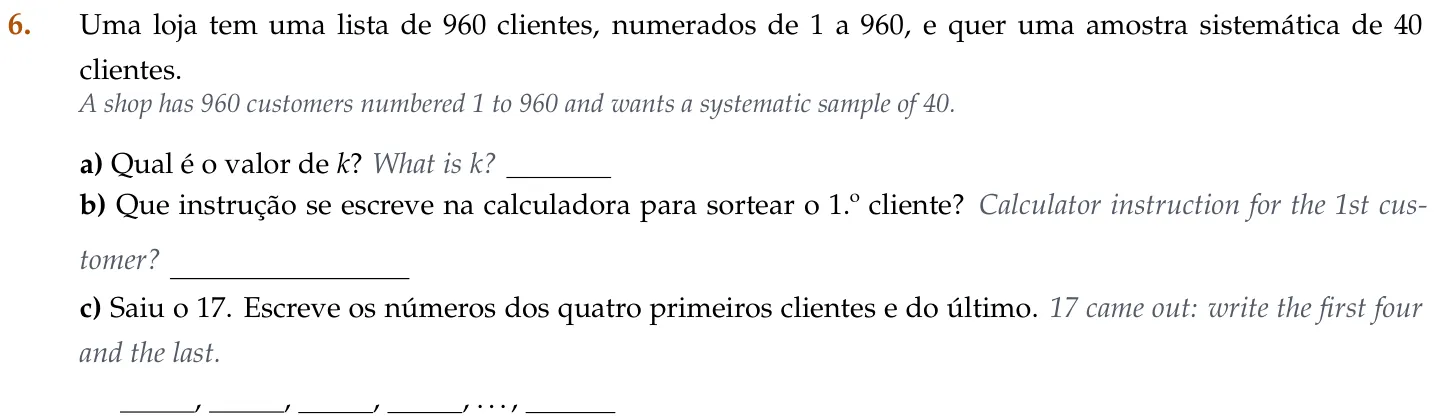 6. Uma loja tem uma lista de 960 clientes, numerados de 1 a 960, e quer uma amostra sistemática de 40
clientes.
A shop has 960 customers numbered 1 to 960 and wants a systematic sample of 40.
a) Qual é o valor de k? What is k? ________
b) Que instrução se escreve na calculadora para sortear o 1.º cliente? Calculator instruction for the 1st cus-
tomer? __________________
c) Saiu o 17. Escreve os números dos quatro primeiros clientes e do último. 17 came out: write the first four
and the last.
______, ______, ______, ______, ..., _______